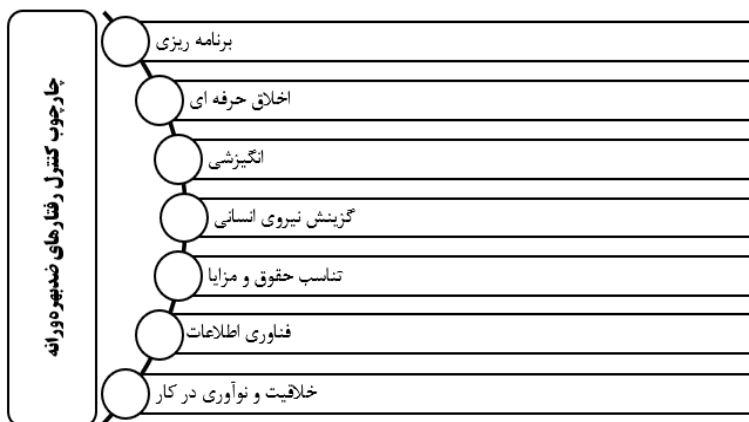 چارچوب کنترل رفتارهای ضدبهره‌ورانه
برنامه ریزی
اخلاق حرفه ای
انگیزشی
گزینش نیروی انسانی
تناسب حقوق و مزایا
فناوری اطلاعات
خلاقیت و نوآوری در کار